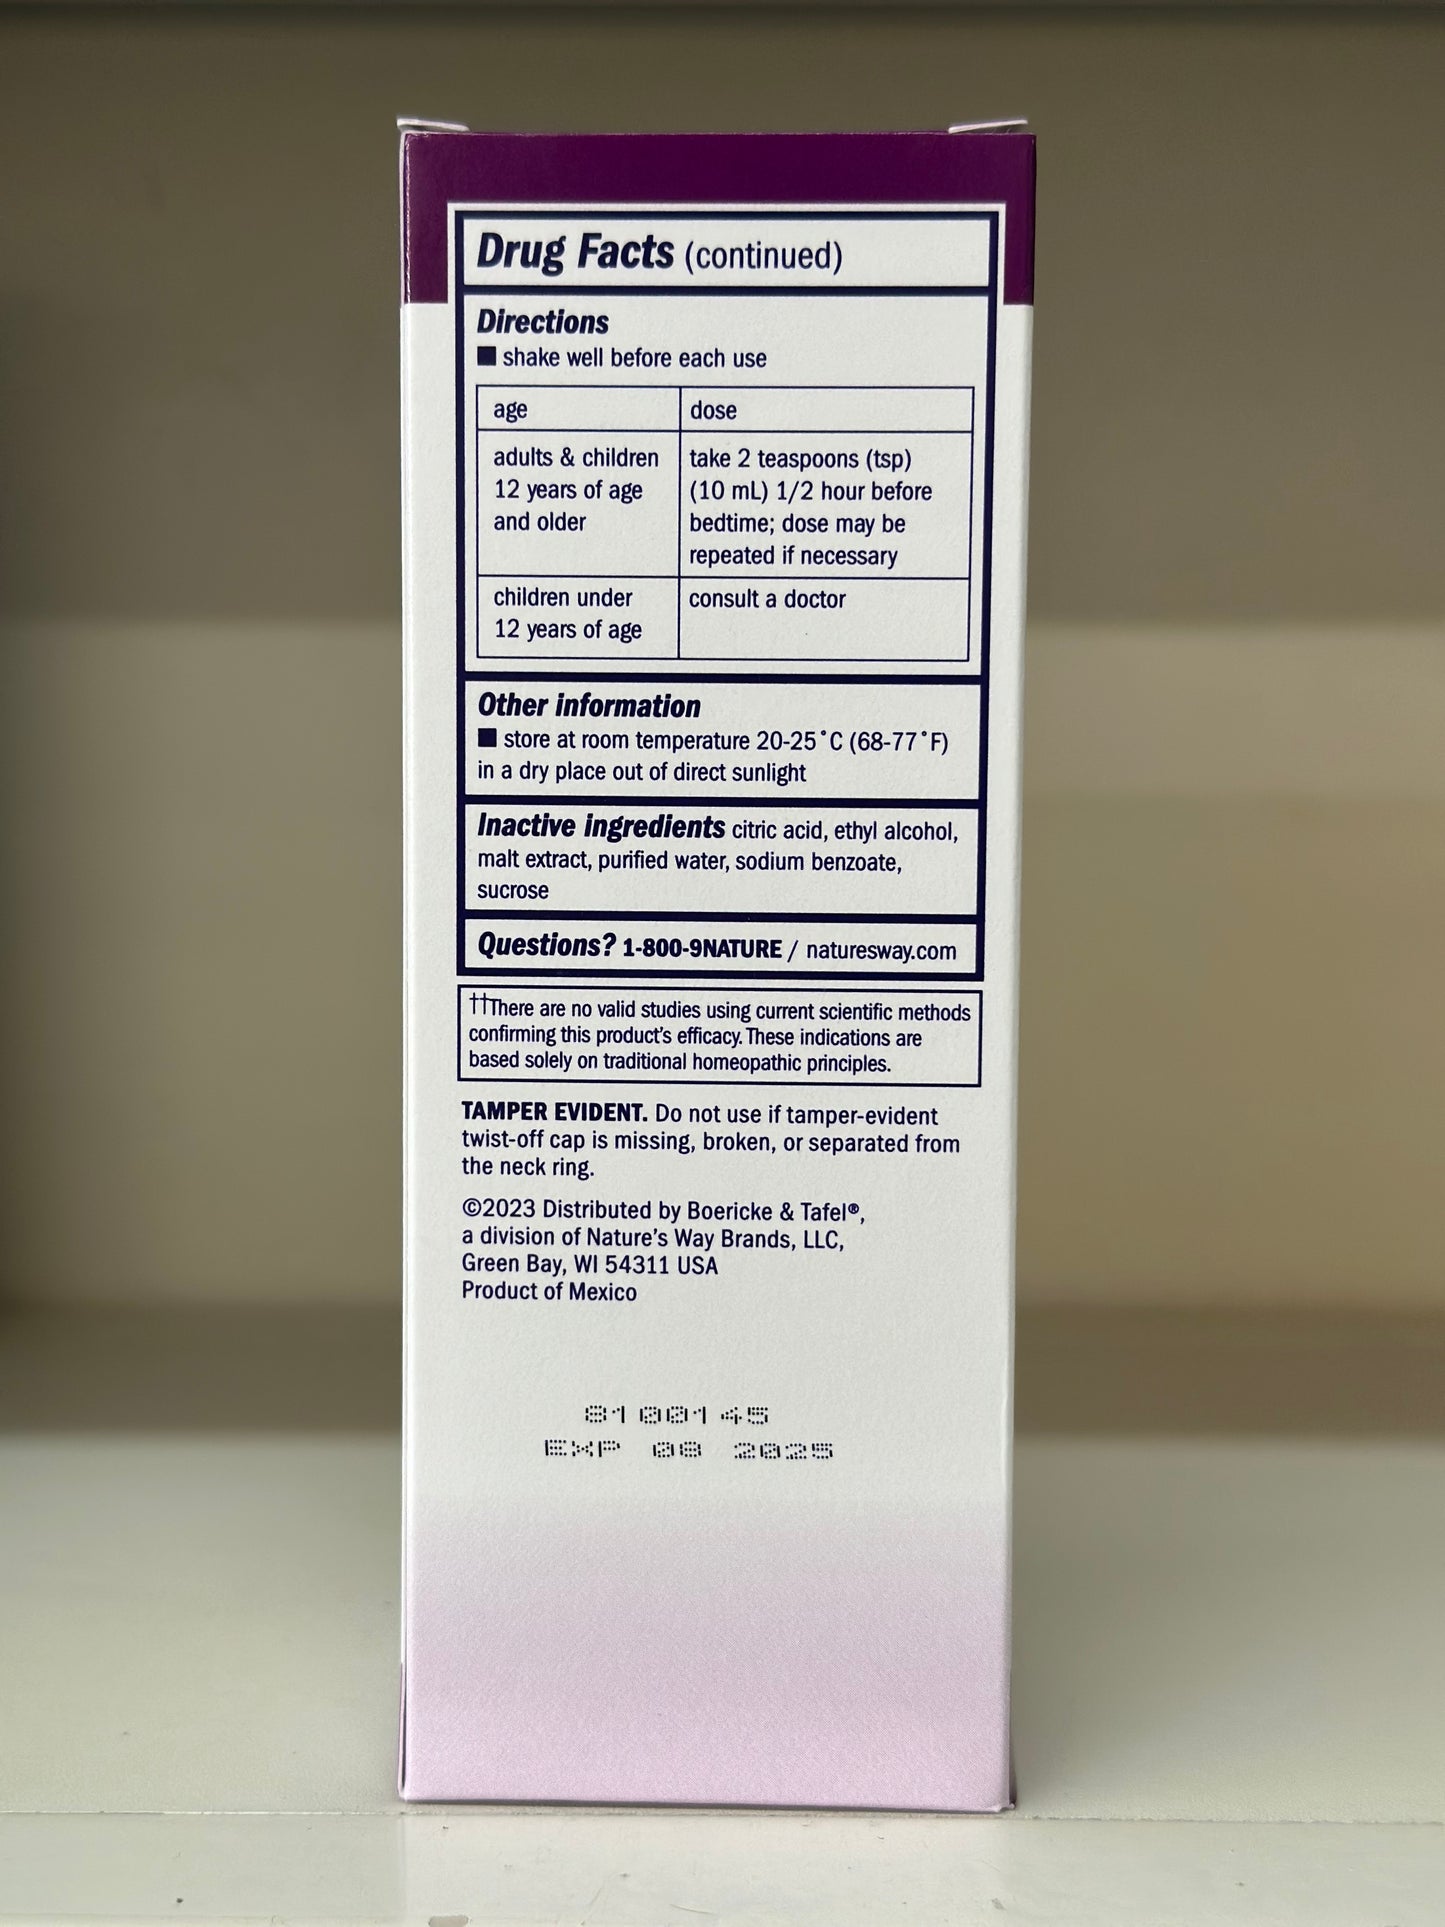 Drug Facts (continued)
Directions
■ shake well before each use
age
dose
adults & children
12 years of age
and older
take 2 teaspoons (tsp)
(10 mL) 1/2 hour before
bedtime; dose may be
repeated if necessary
children under
12 years of age
consult a doctor
Other information
■ store at room temperature 20-25˚C (68-77˚F)
in a dry place out of direct sunlight
Inactive ingredients citric acid, ethyl alcohol,
malt extract, purified water, sodium benzoate,
sucrose
Questions? 1-800-9NATURE / naturesway.com
††There are no valid studies using current scientific methods
confirming this product’s efficacy. These indications are
based solely on traditional homeopathic principles.
TAMPER EVIDENT. Do not use if tamper-evident
twist-off cap is missing, broken, or separated from
the neck ring.
©2023 Distributed by Boericke & Tafel®,
a division of Nature’s Way Brands, LLC,
Green Bay, WI 54311 USA
Product of Mexico
8100145
EXP 08 2025